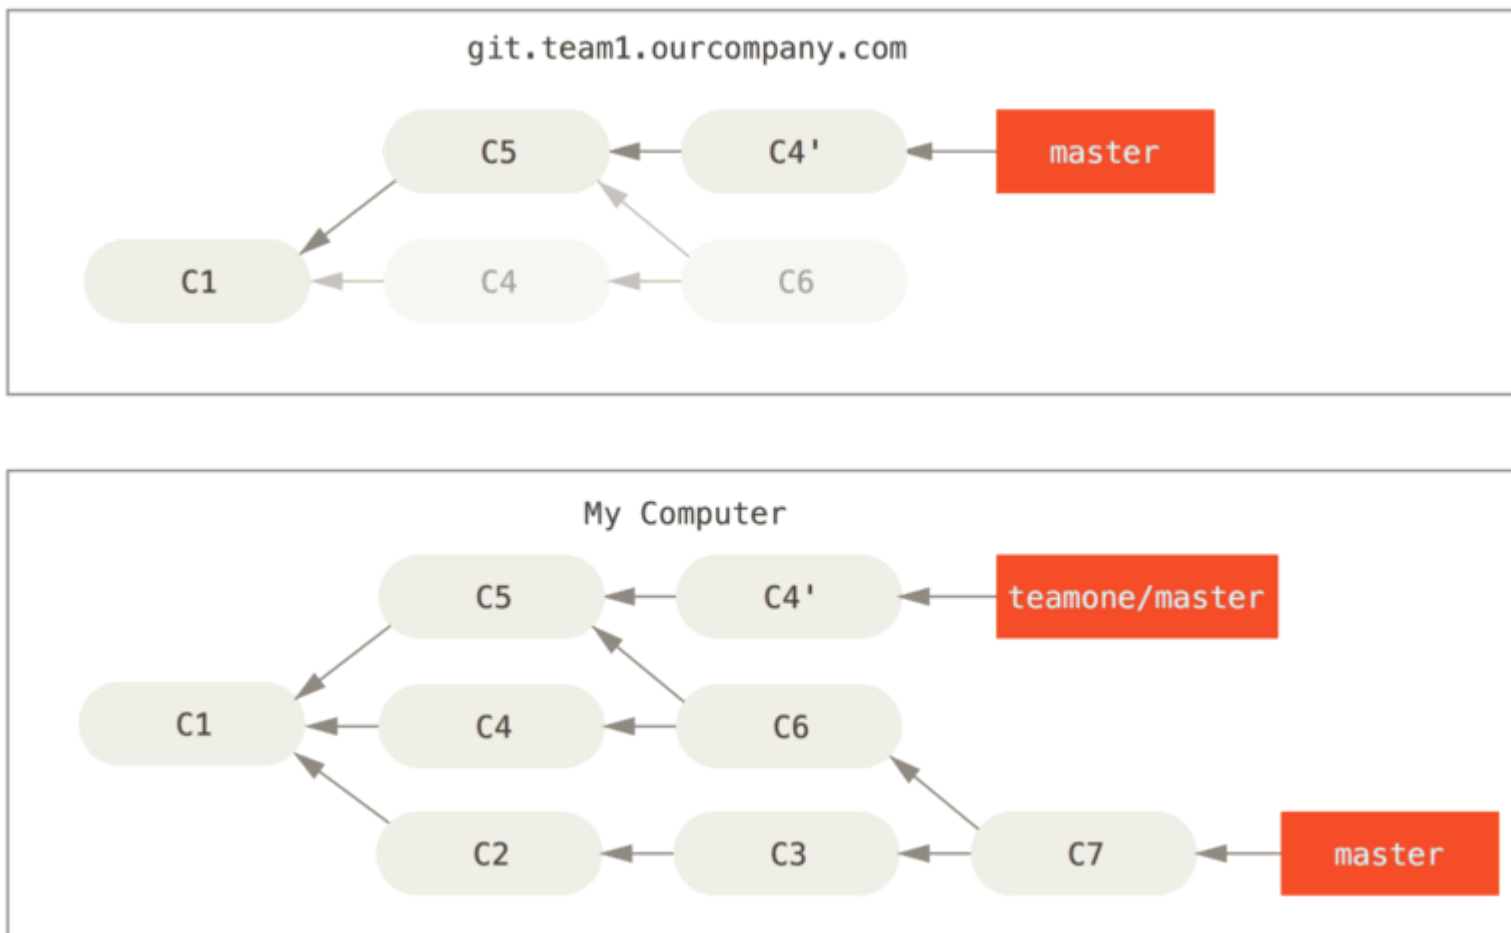 git.team1.ourcompany.com
C5 C4' master
C1 C4 C6
My Computer
C5 C4' teamone/master
C1 C4 C6
C2 C3 C7 master